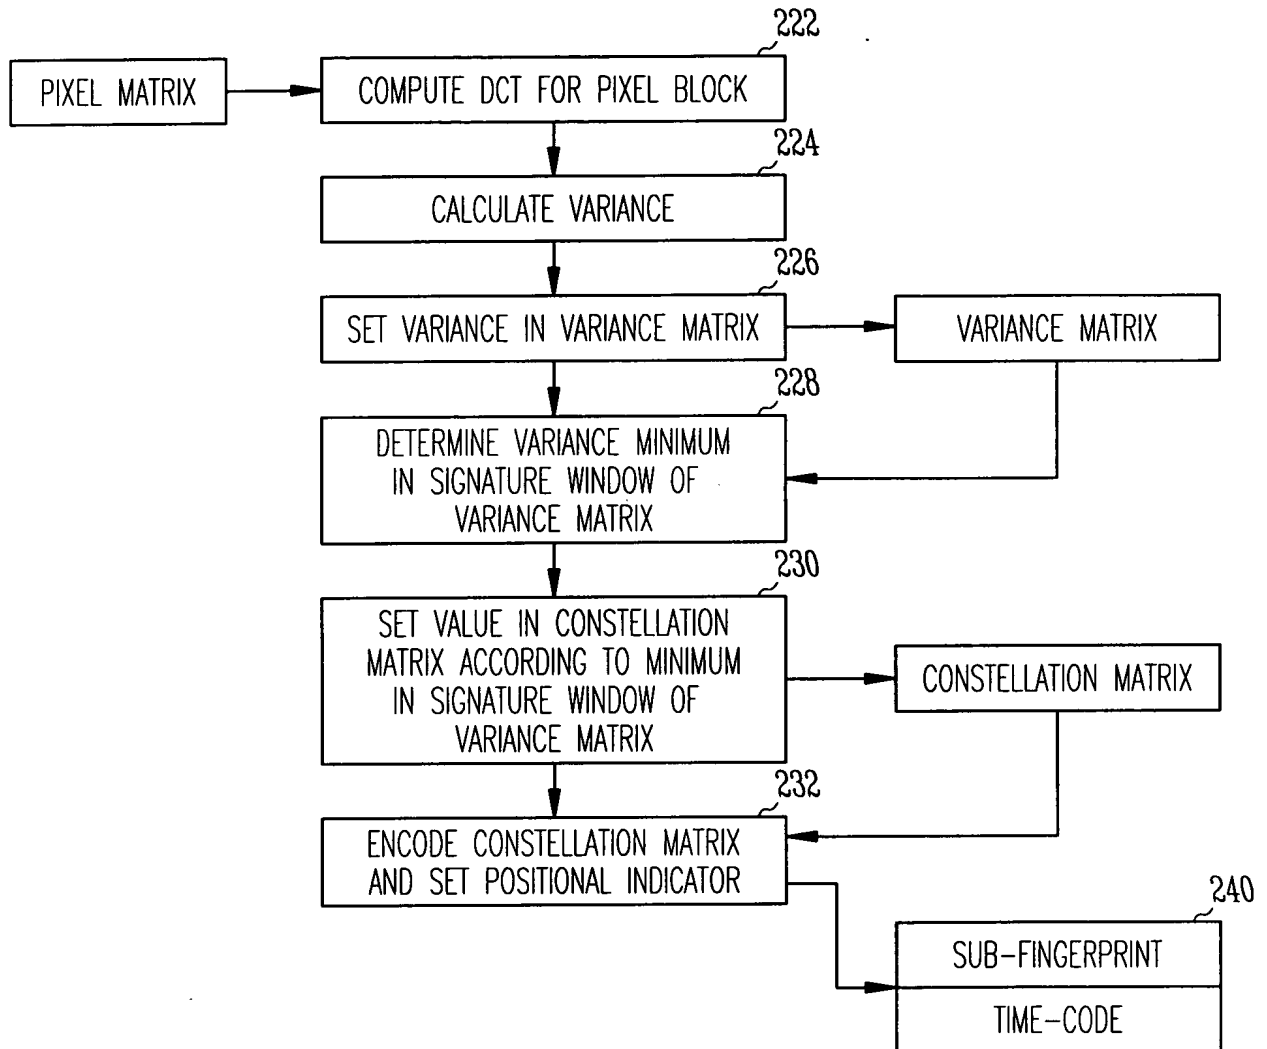 222
PIXEL MATRIX
COMPUTE DCT FOR PIXEL BLOCK
224
CALCULATE VARIANCE
226
SET VARIANCE IN VARIANCE MATRIX
VARIANCE MATRIX
228
DETERMINE VARIANCE MINIMUM
IN SIGNATURE WINDOW OF
VARIANCE MATRIX
230
SET VALUE IN CONSTELLATION
MATRIX ACCORDING TO MINIMUM
IN SIGNATURE WINDOW OF
VARIANCE MATRIX
CONSTELLATION MATRIX
232
ENCODE CONSTELLATION MATRIX
AND SET POSITIONAL INDICATOR
240
SUB-FINGERPRINT
TIME-CODE